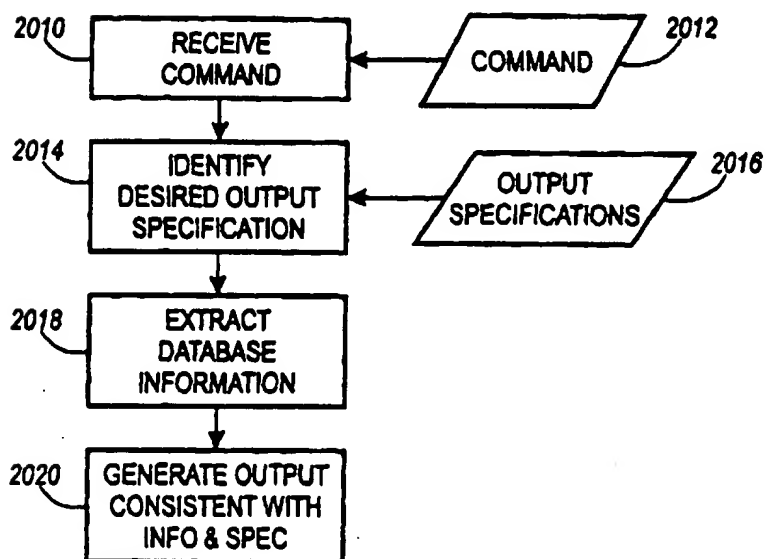 2010
RECEIVE
COMMAND
COMMAND
2012
2014
IDENTIFY
DESIRED OUTPUT
SPECIFICATION
OUTPUT
SPECIFICATIONS
2016
2018
EXTRACT
DATABASE
INFORMATION
2020
GENERATE OUTPUT
CONSISTENT WITH
INFO & SPEC